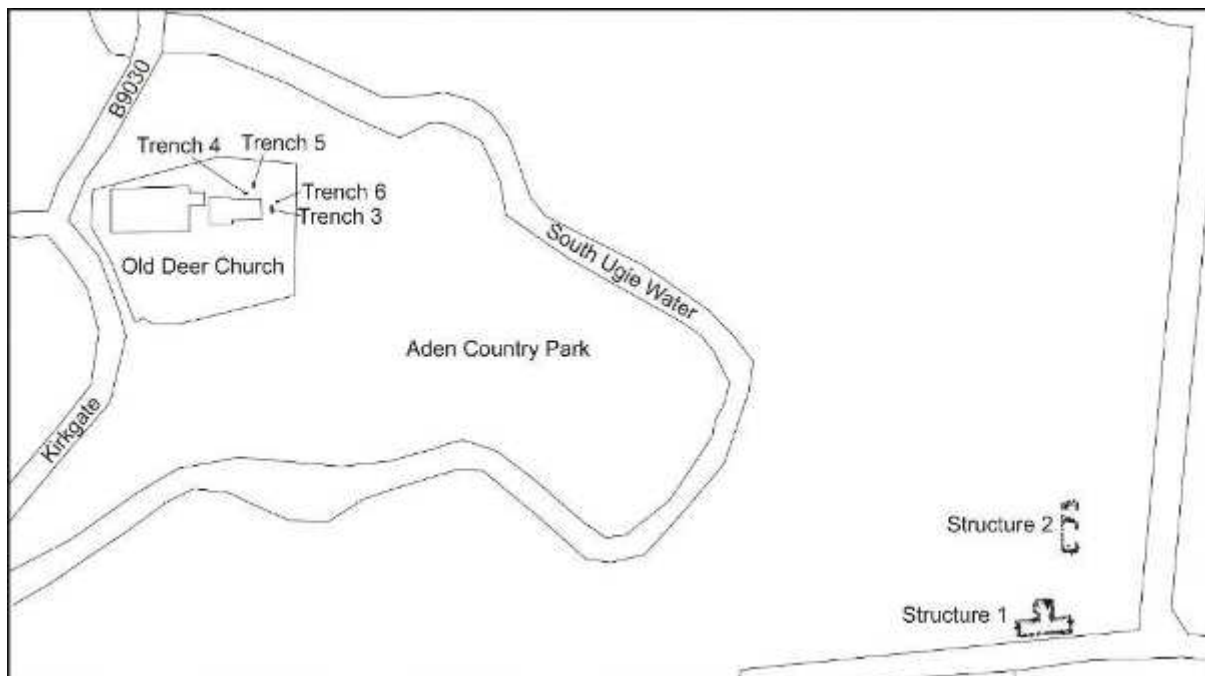 B9030
Trench 4
Trench 5
Trench 6
Trench 3
Old Deer Church
South Ugie Water
Aden Country Park
Kirkgate
Structure 2
Structure 1